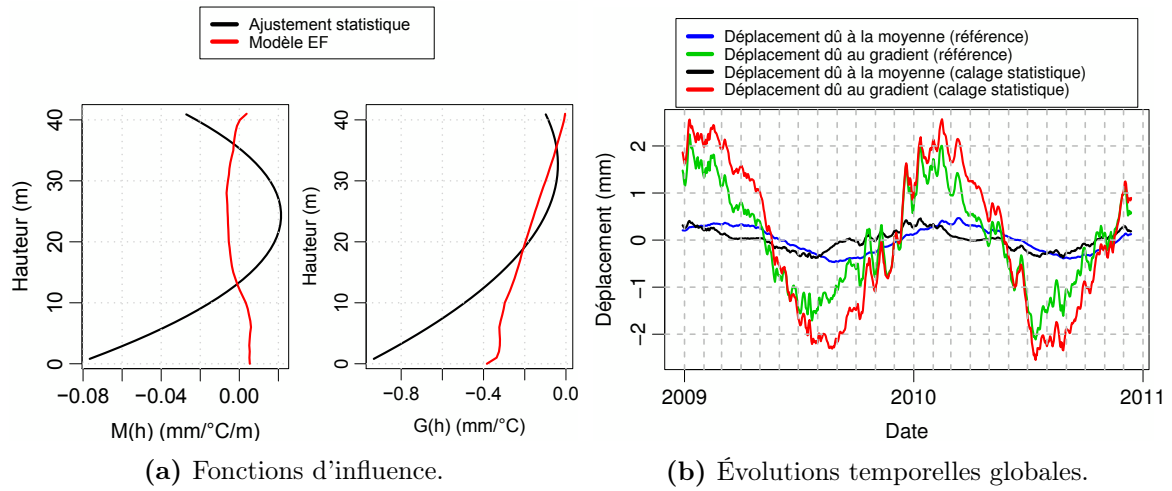 Ajustement statistique
Modèle EF
Hauteur (m)
0 10 20 30 40
−0.08 −0.04 0.00
M(h) (mm/°C/m)
Hauteur (m)
0 10 20 30 40
−0.8 −0.4 0.0
G(h) (mm/°C)
(a) Fonctions d'influence.
Déplacement dû à la moyenne (référence)
Déplacement dû au gradient (référence)
Déplacement dû à la moyenne (calage statistique)
Déplacement dû au gradient (calage statistique)
Déplacement (mm)
−2 −1 0 1 2
2009 2010 2011
Date
(b) Évolutions temporelles globales.